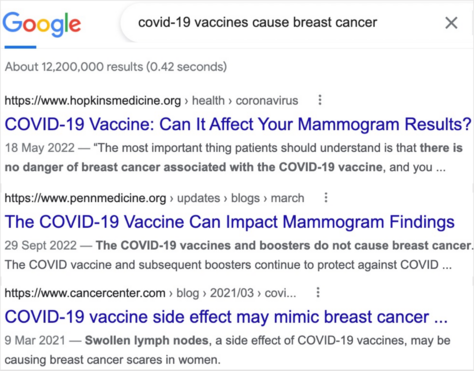 Google covid-19 vaccines cause breast cancer
About 12,200,000 results (0.42 seconds)
https://www.hopkinsmedicine.org › health › coronavirus
COVID-19 Vaccine: Can It Affect Your Mammogram Results?
18 May 2022 — “The most important thing patients should understand is that there is
no danger of breast cancer associated with the COVID-19 vaccine, and you ...
https://www.pennmedicine.org › updates › blogs › march
The COVID-19 Vaccine Can Impact Mammogram Findings
29 Sept 2022 — The COVID-19 vaccines and boosters do not cause breast cancer.
The COVID vaccine and subsequent boosters continue to protect against COVID ...
https://www.cancercenter.com › blog › 2021/03 › covi...
COVID-19 vaccine side effect may mimic breast cancer ...
9 Mar 2021 — Swollen lymph nodes, a side effect of COVID-19 vaccines, may be
causing breast cancer scares in women.